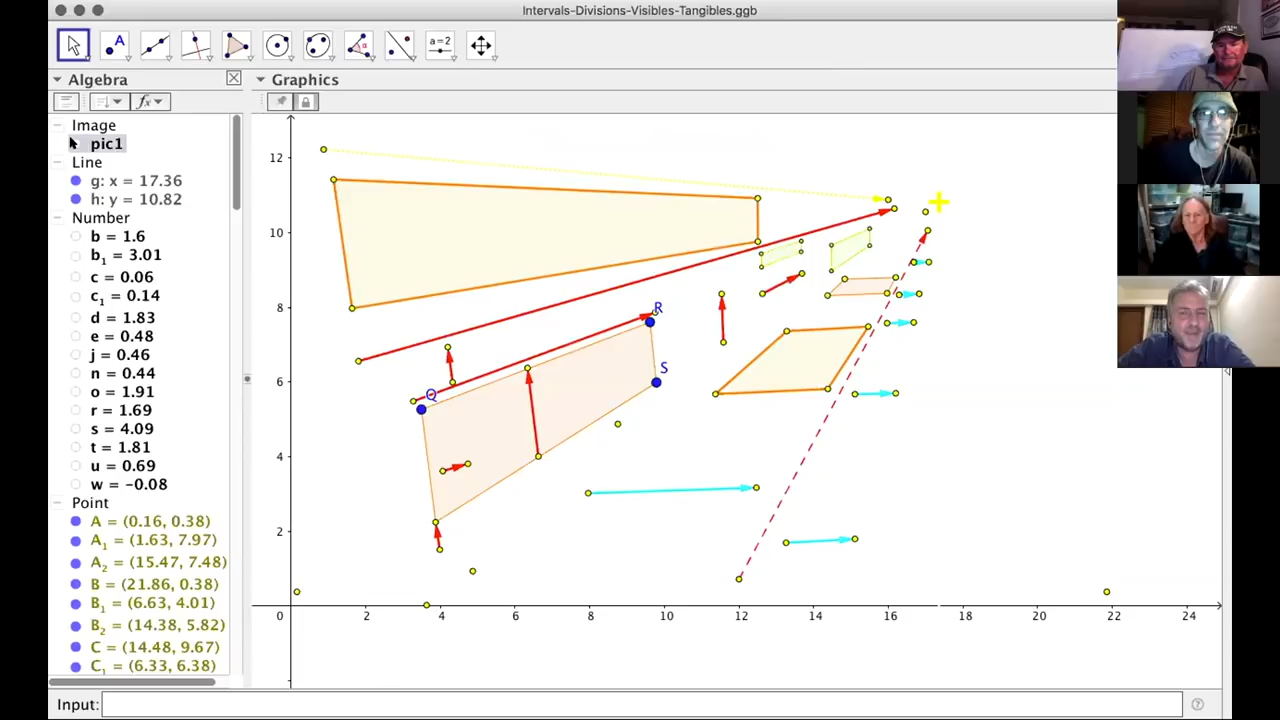 Intervals-Divisions-Visibles-Tangibles.ggb
A
a=2
Algebra
Graphics
fx
Image
pic1
Line
g: x = 17.36
h: y = 10.82
Number
b = 1.6
b1 = 3.01
c = 0.06
c1 = 0.14
d = 1.83
e = 0.48
j = 0.46
n = 0.44
o = 1.91
r = 1.69
s = 4.09
t = 1.81
u = 0.69
w = −0.08
Point
A = (0.16, 0.38)
A1 = (1.63, 7.97)
A2 = (15.47, 7.48)
B = (21.86, 0.38)
B1 = (6.63, 4.01)
B2 = (14.38, 5.82)
C = (14.48, 9.67)
C1 = (6.33, 6.38)
12
10
8
6
4
2
0
2
4
6
8
10
12
14
16
18
20
22
24
R
S
Q
Input: